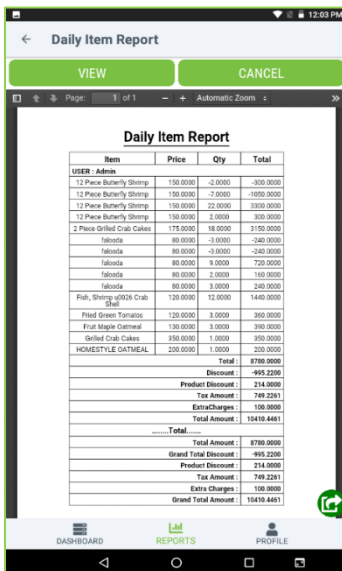 12:03 PM
Daily Item Report
VIEW CANCEL
Page: 1 of 1 Automatic Zoom
Daily Item Report
Item Price Qty Total
USER : Admin
12 Piece Butterfly Shrimp 150.0000 -2.0000 -300.0000
12 Piece Butterfly Shrimp 150.0000 -7.0000 -1050.0000
12 Piece Butterfly Shrimp 150.0000 22.0000 3300.0000
12 Piece Butterfly Shrimp 150.0000 2.0000 300.0000
2 Piece Grilled Crab Cakes 175.0000 18.0000 3150.0000
falooda 80.0000 -3.0000 -240.0000
falooda 80.0000 -3.0000 -240.0000
falooda 80.0000 9.0000 720.0000
falooda 80.0000 2.0000 160.0000
falooda 80.0000 3.0000 240.0000
Fish, Shrimp u0026 Crab 120.0000 12.0000 1440.0000
Shell
Fried Green Tomatos 120.0000 3.0000 360.0000
Fruit Maple Oatmeal 130.0000 3.0000 390.0000
Grilled Crab Cakes 350.0000 1.0000 350.0000
HOMESTYLE OATMEAL 200.0000 1.0000 200.0000
Total : 8780.0000
Discount : -995.2200
Product Discount : 214.0000
Tax Amount : 749.2261
ExtraCharges : 100.0000
Total Amount : 10410.4461
........Total.......
Total Amount : 8780.0000
Grand Total Discount : -995.2200
Product Discount : 214.0000
Tax Amount : 749.2261
Extra Charges : 100.0000
Grand Total Amount : 10410.4461
DASHBOARD REPORTS PROFILE